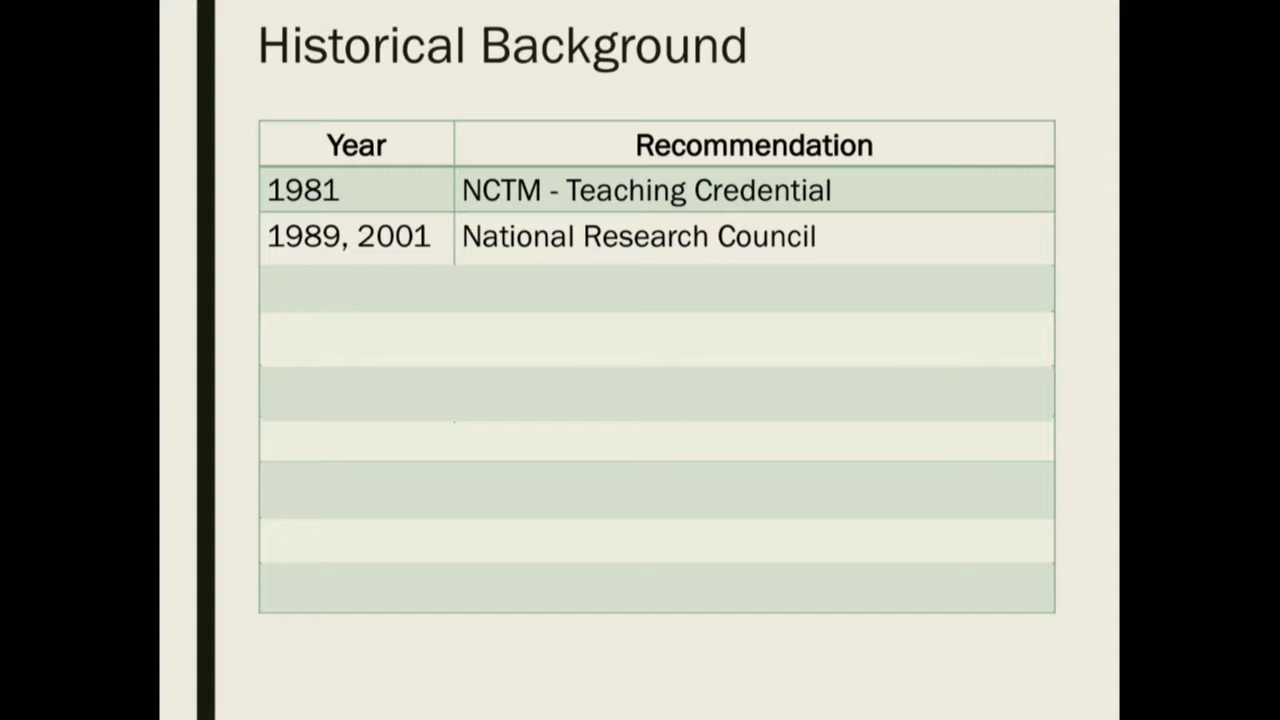 Historical Background
Year Recommendation
1981 NCTM - Teaching Credential
1989, 2001 National Research Council